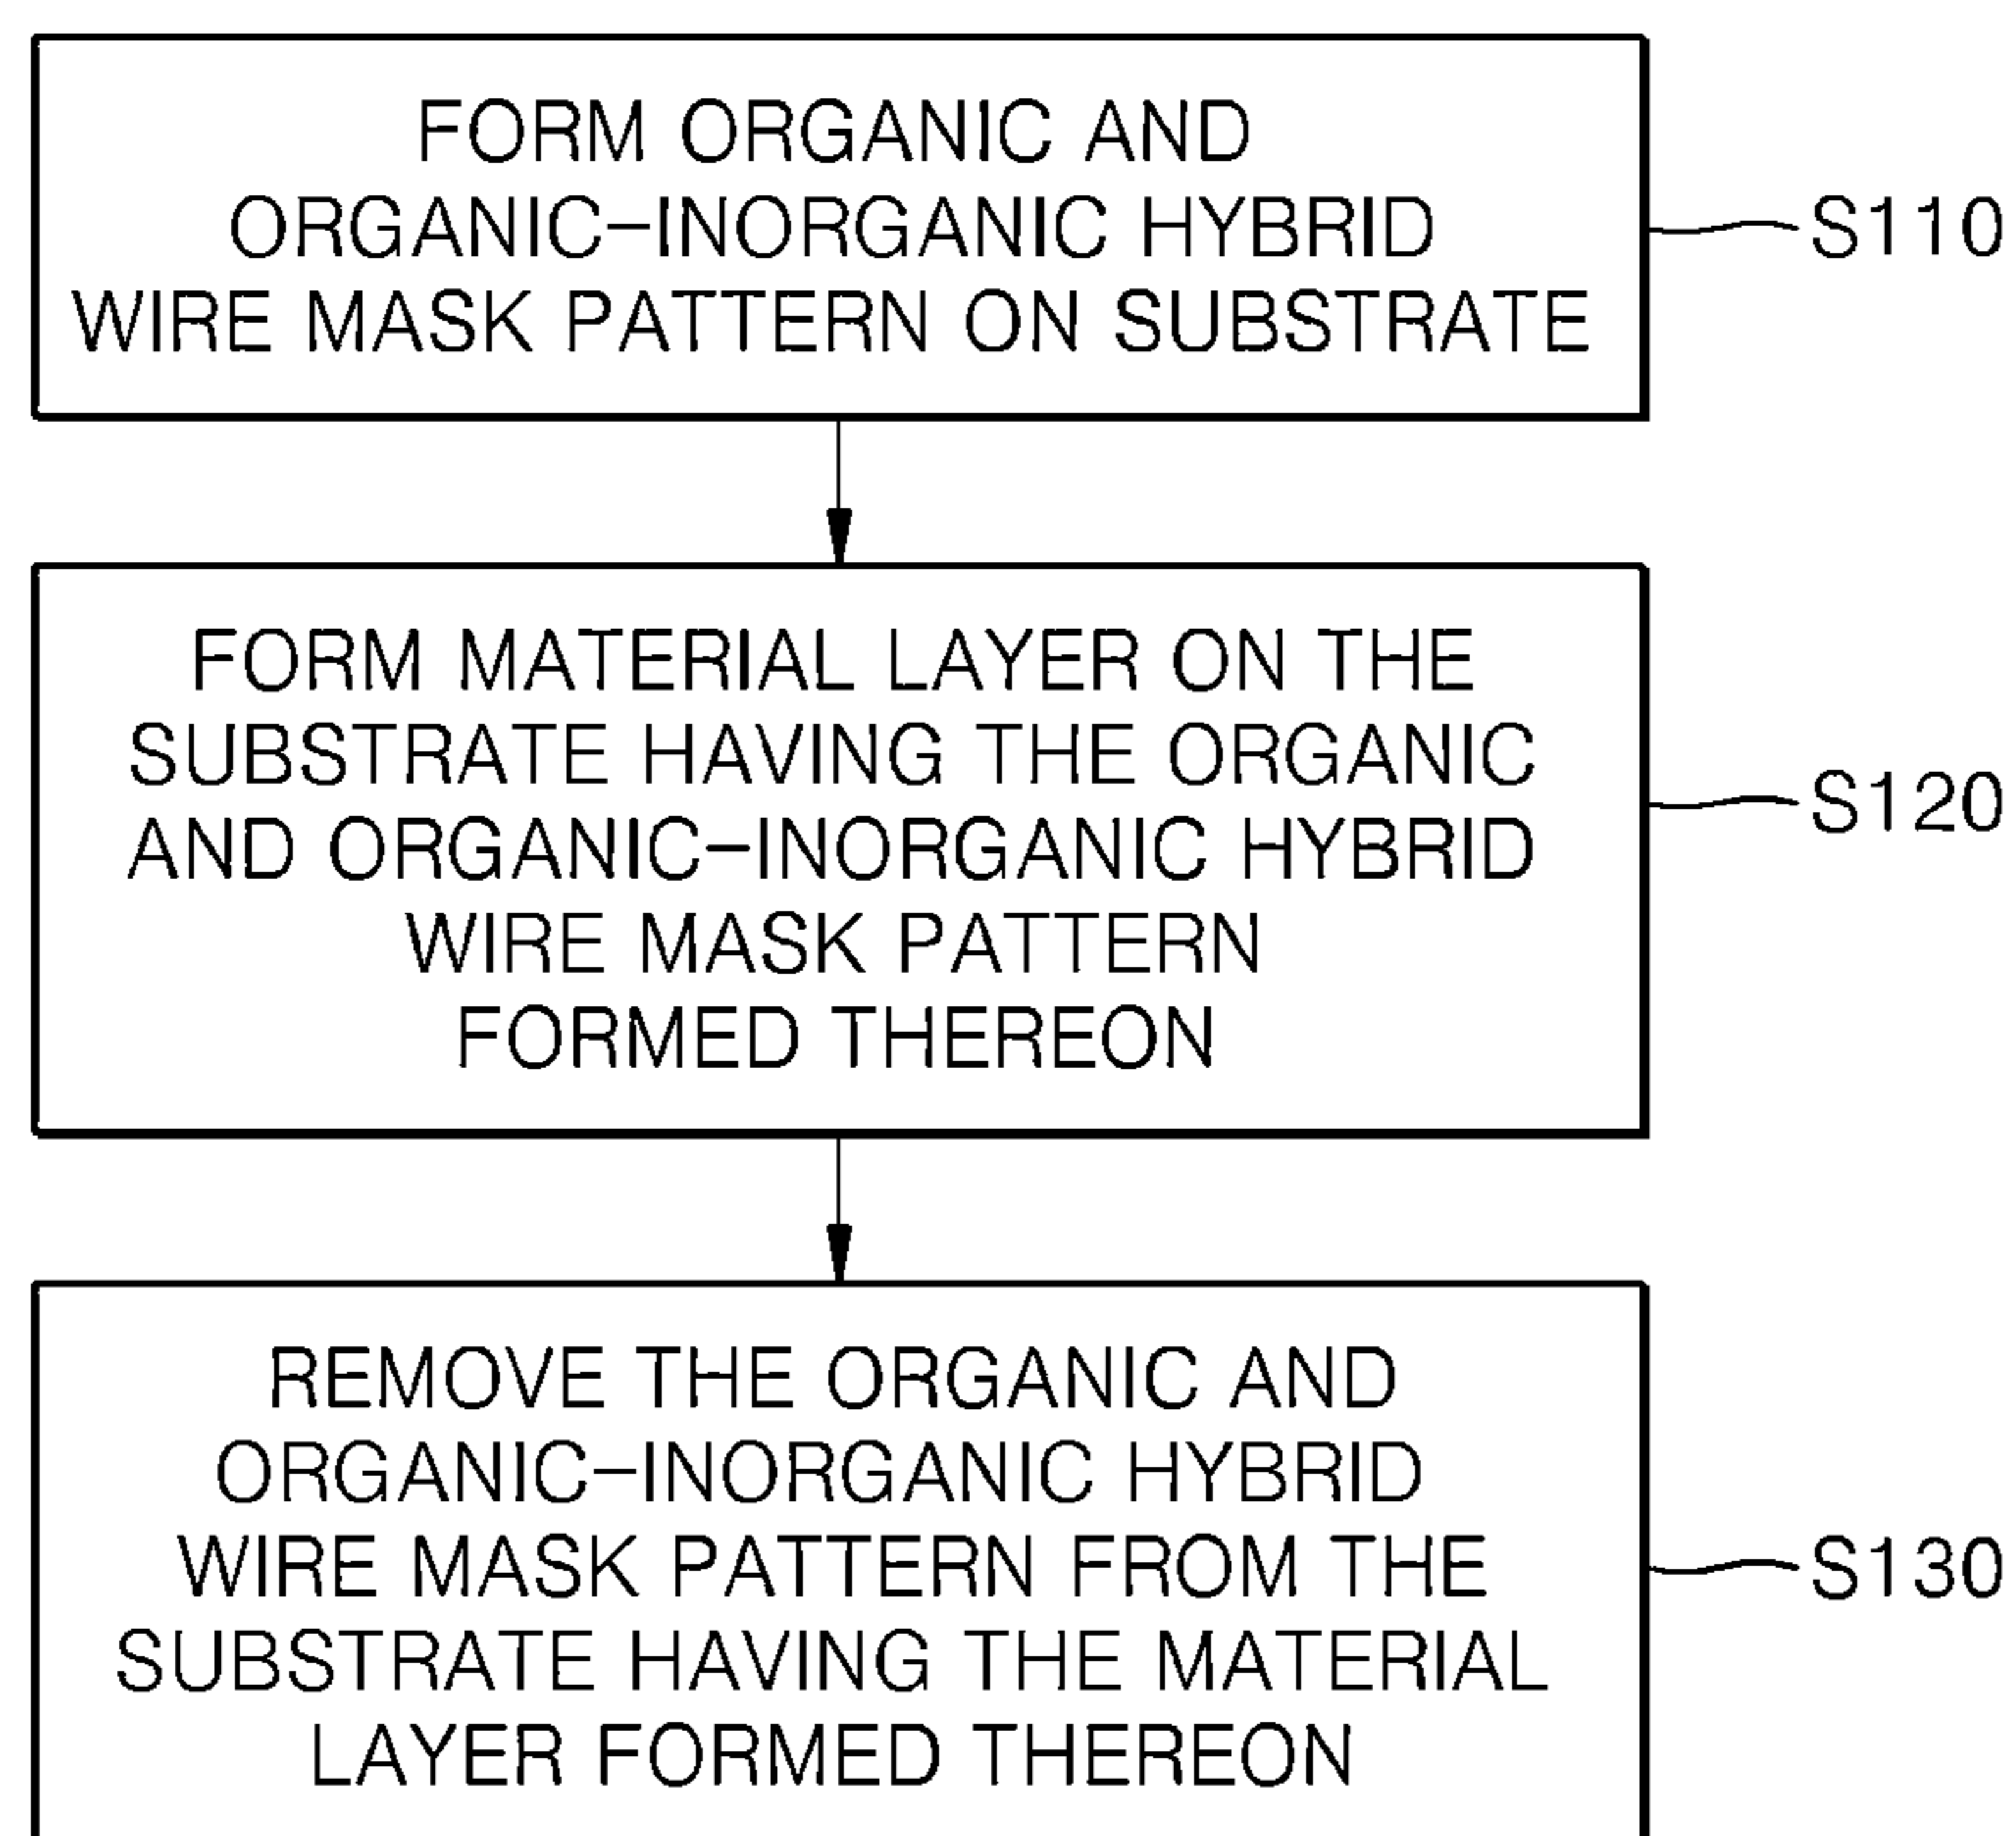 FORM ORGANIC AND
ORGANIC-INORGANIC HYBRID
WIRE MASK PATTERN ON SUBSTRATE
S110
FORM MATERIAL LAYER ON THE
SUBSTRATE HAVING THE ORGANIC
AND ORGANIC-INORGANIC HYBRID
WIRE MASK PATTERN
FORMED THEREON
S120
REMOVE THE ORGANIC AND
ORGANIC-INORGANIC HYBRID
WIRE MASK PATTERN FROM THE
SUBSTRATE HAVING THE MATERIAL
LAYER FORMED THEREON
S130